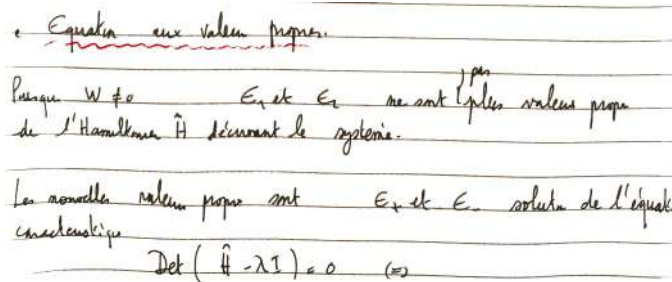 • Equation aux valeurs propres.
Puisque W ≠ 0 E₁ et E₂ ne sont pas plus valeurs propres
de l'Hamiltonien Ĥ décrivant le système.
Les nouvelles valeurs propres sont E₊ et E₋ solution de l'équat
caractéristique
Det ( Ĥ - λI ) = 0 (=)